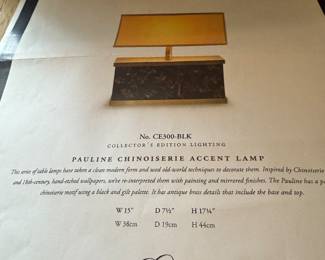 No. CE300-BLK
COLLECTOR'S EDITION LIGHTING
PAULINE CHINOISERIE ACCENT LAMP
This series of table lamps have taken a clean modern form and used old-world techniques to decorate them. Inspired by Chinoiserie
and 18th-century, hand-etched wallpapers, we've re-interpreted them with painting and mirrored finishes. The Pauline has a
chinoiserie motif using a black and gilt palette. It has antique brass details that include the base and top.
W 15" D 7½" H 17¼"
W 38cm D 19cm H 44cm